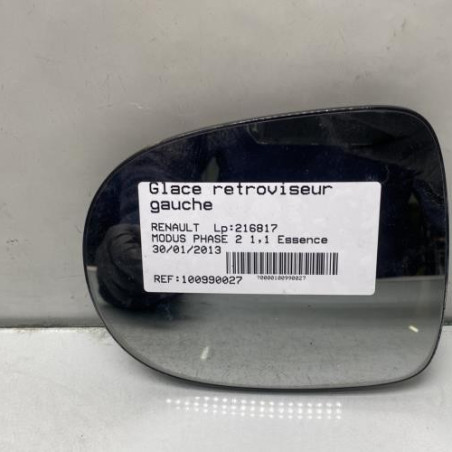 Glace retroviseur
gauche
RENAULT Lp:216817
MODUS PHASE 2 1,1 Essence
30/01/2013
REF:100990027